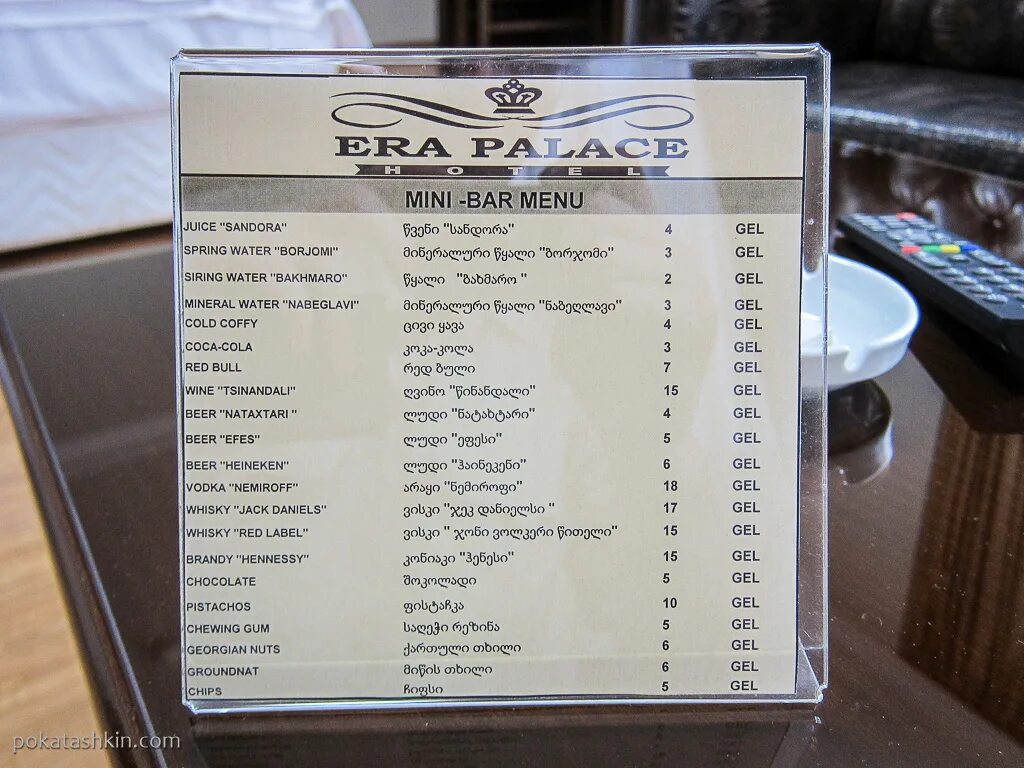 ERA PALACE
HOTEL
MINI -BAR MENU
JUICE "SANDORA" წვენი "სანდორა" 4 GEL
SPRING WATER "BORJOMI" მინერალური წყალი "ბორჯომი" 3 GEL
SIRING WATER "BAKHMARO" წყალი "ბახმარო " 2 GEL
MINERAL WATER "NABEGLAVI" მინერალური წყალი "ნაბეღლავი" 3 GEL
COLD COFFY ცივი ყავა 4 GEL
COCA-COLA კოკა-კოლა 3 GEL
RED BULL რედ ბული 7 GEL
WINE "TSINANDALI" ღვინო "წინანდალი" 15 GEL
BEER "NATAXTARI " ლუდი "ნატახტარი" 4 GEL
BEER "EFES" ლუდი "ეფესი" 5 GEL
BEER "HEINEKEN" ლუდი "ჰაინეკენი" 6 GEL
VODKA "NEMIROFF" არაყი "ნემიროფი" 18 GEL
WHISKY "JACK DANIELS" ვისკი "ჯეკ დანიელსი " 17 GEL
WHISKY "RED LABEL" ვისკი " ჯონი ვოლკერი წითელი" 15 GEL
BRANDY "HENNESSY" კონიაკი "ჰენესი" 15 GEL
CHOCOLATE შოკოლადი 5 GEL
PISTACHOS ფისტაჩკა 10 GEL
CHEWING GUM საღეჭი რეზინა 5 GEL
GEORGIAN NUTS ქართული თხილი 6 GEL
GROUNDNAT მიწის თხილი 6 GEL
CHIPS ჩიფსი 5 GEL
pokatashkin.com